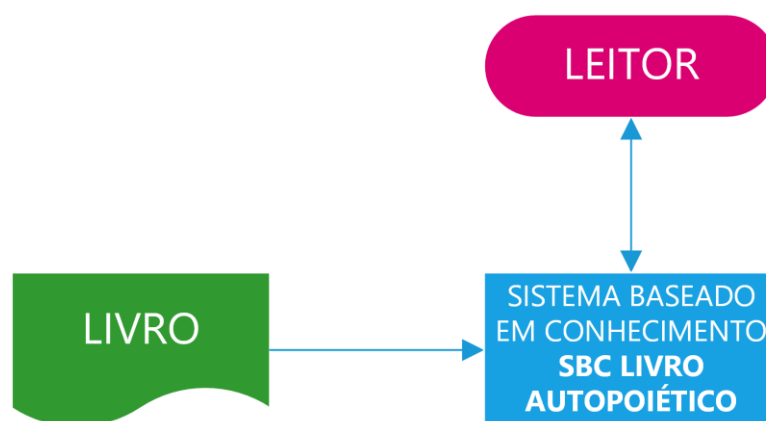 LEITOR
LIVRO
SISTEMA BASEADO
EM CONHECIMENTO
SBC LIVRO
AUTOPOIÉTICO